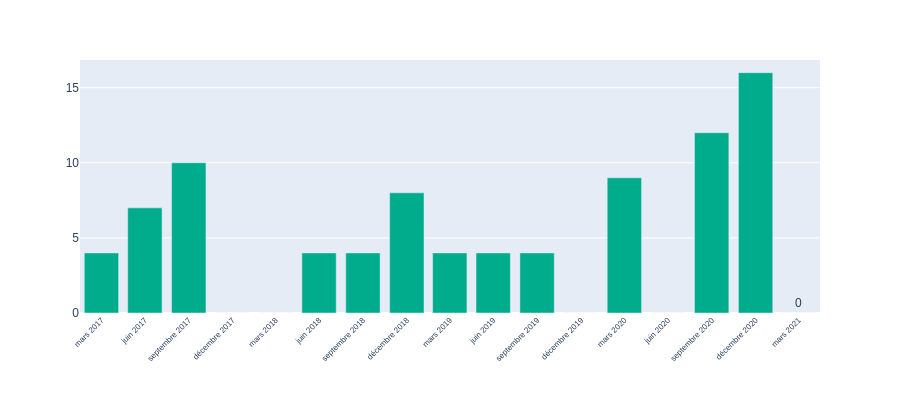 15
10
5
0
0
mars 2017
juin 2017
septembre 2017
décembre 2017
mars 2018
juin 2018
septembre 2018
décembre 2018
mars 2019
juin 2019
septembre 2019
décembre 2019
mars 2020
juin 2020
septembre 2020
décembre 2020
mars 2021